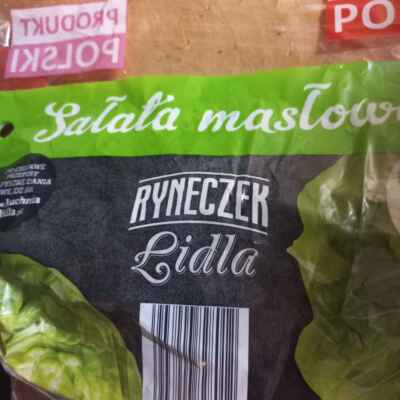 PRODUKT
POLSKI
PO
Sałata masłow
RYNECZEK
Lidla